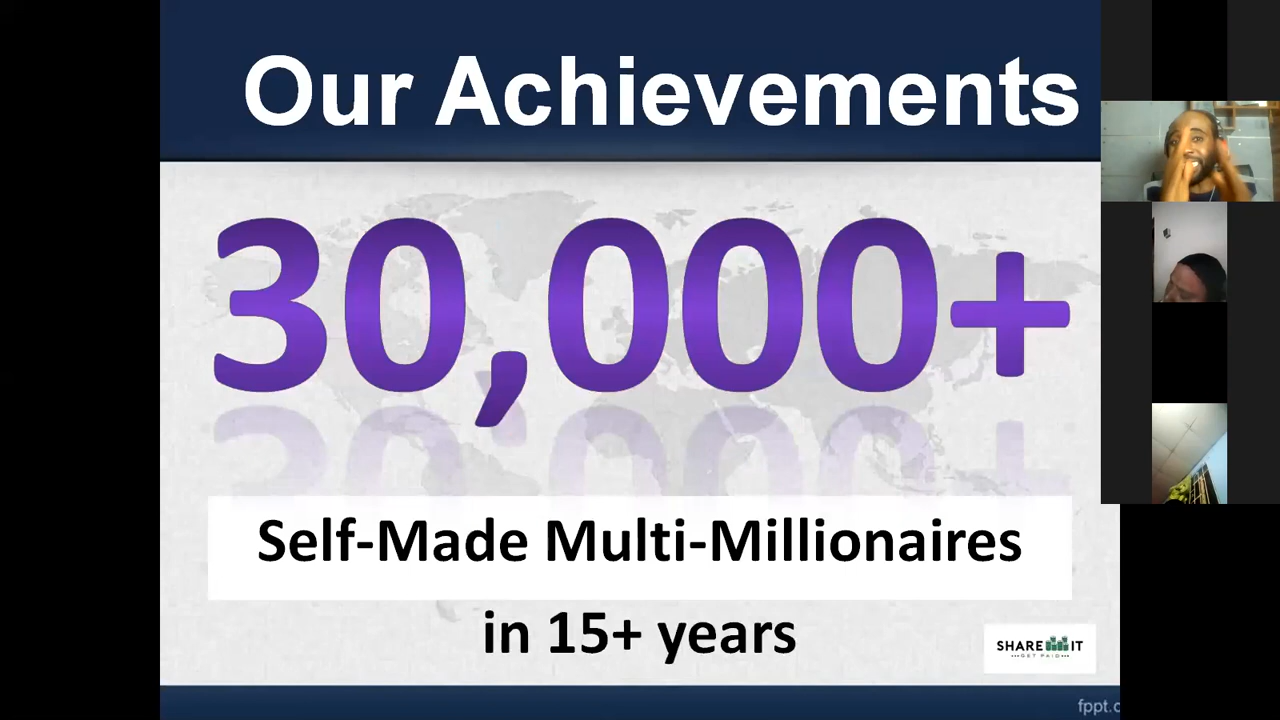 Our Achievements
30,000+
Self-Made Multi-Millionaires
in 15+ years
SHARE IT
GET PAID
fppt.c